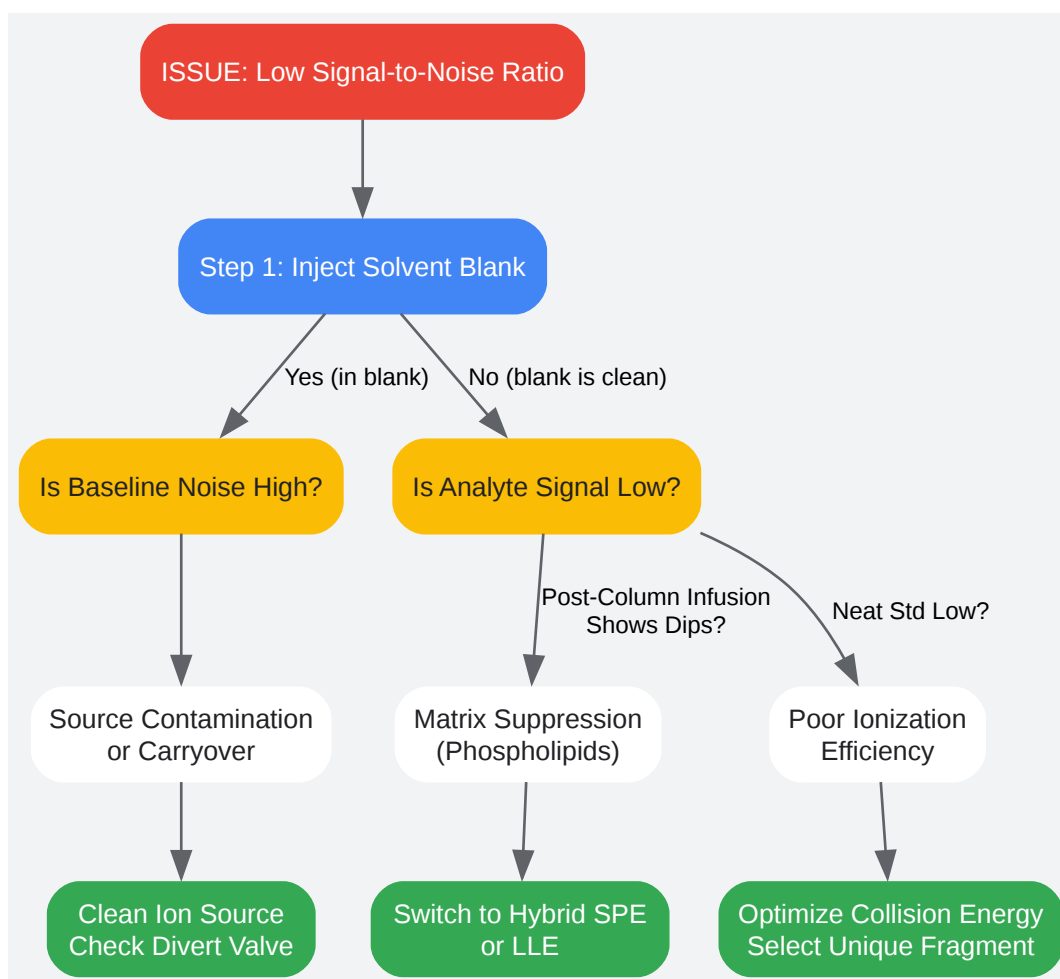 ISSUE: Low Signal-to-Noise Ratio
Step 1: Inject Solvent Blank
Yes (in blank)
No (blank is clean)
Is Baseline Noise High?
Is Analyte Signal Low?
Post-Column Infusion
Shows Dips?
Neat Std Low?
Source Contamination
or Carryover
Matrix Suppression
(Phospholipids)
Poor Ionization
Efficiency
Clean Ion Source
Check Divert Valve
Switch to Hybrid SPE
or LLE
Optimize Collision Energy
Select Unique Fragment